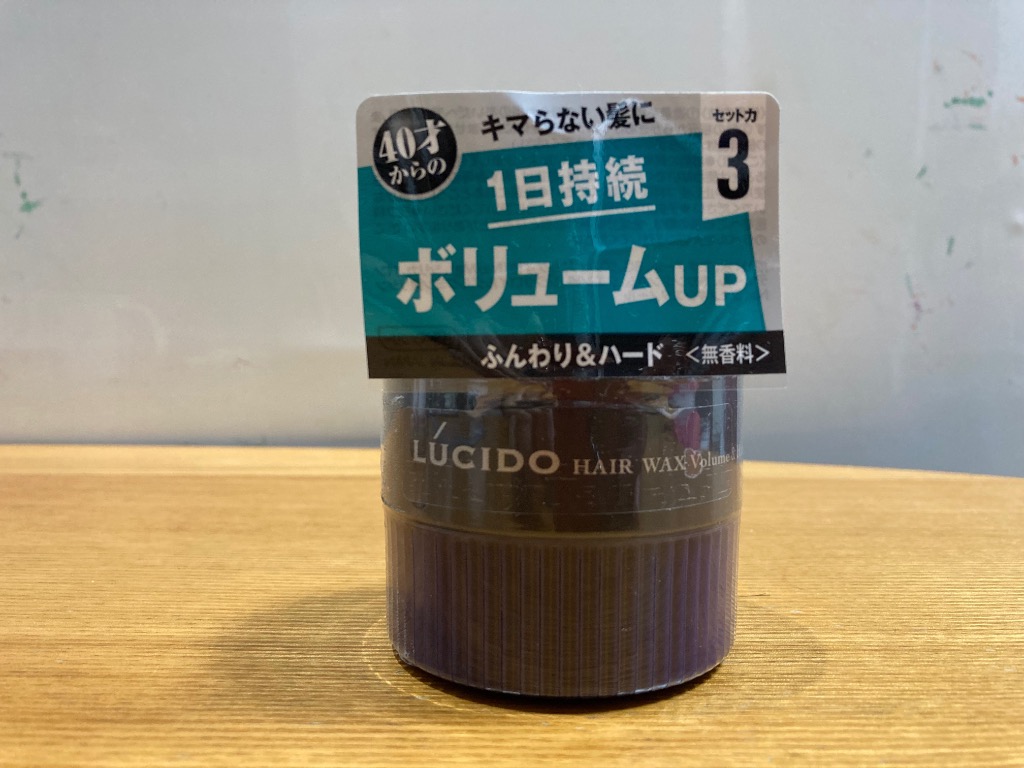 40才
からの
キマらない髪に
セット力
3
1日持続
ボリュームUP
ふんわり&ハード <無香料>
LÚCIDO HAIR WAX Volume &